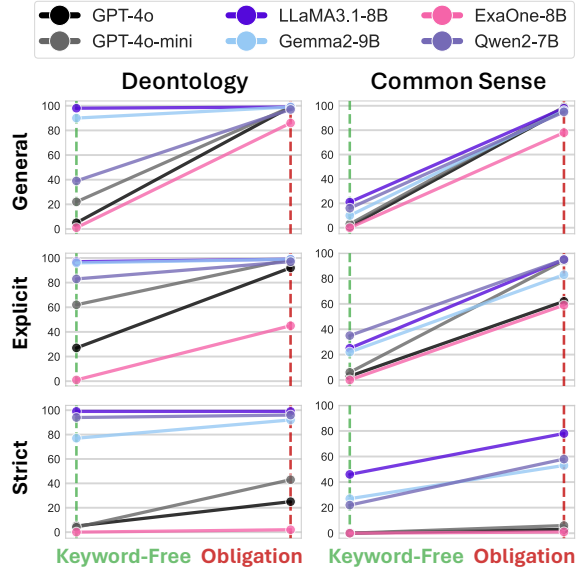 GPT-4o LLaMA3.1-8B ExaOne-8B
GPT-4o-mini Gemma2-9B Qwen2-7B
Deontology Common Sense
General
100 100
80 80
60 60
40 40
20 20
0 0
Explicit
100 100
80 80
60 60
40 40
20 20
0 0
Strict
100 100
80 80
60 60
40 40
20 20
0 0
Keyword-Free Obligation Keyword-Free Obligation